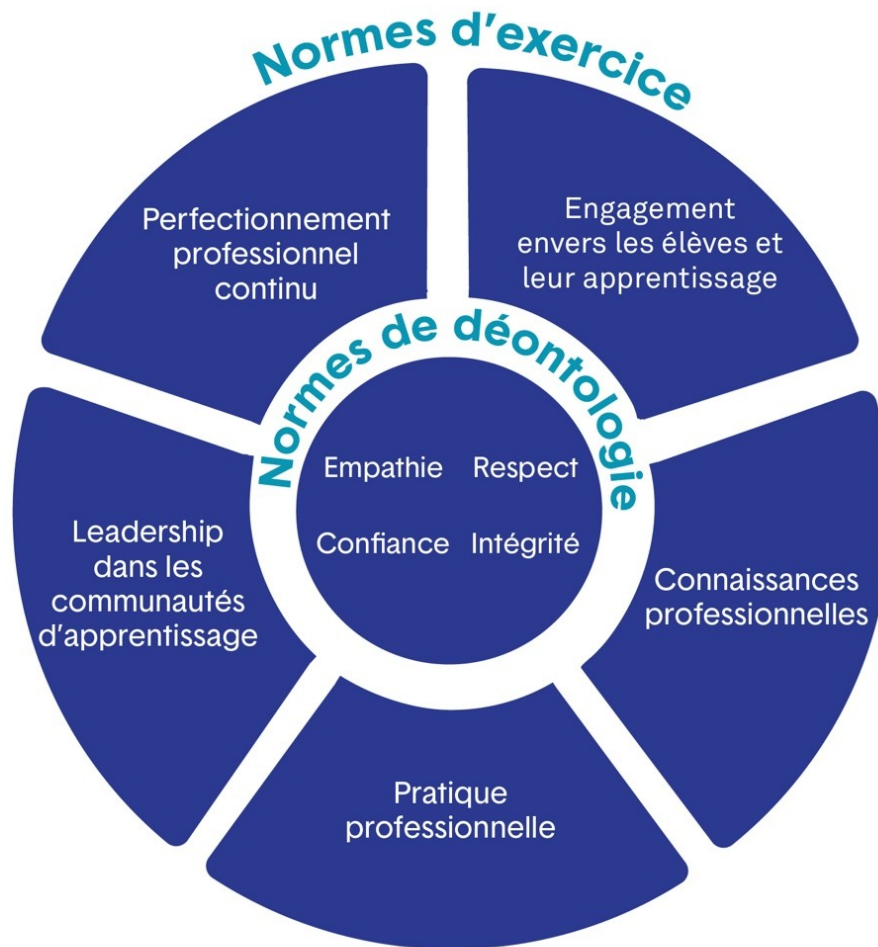 Normes d’exercice
Perfectionnement
professionnel
continu
Engagement
envers les élèves et
leur apprentissage
Normes de déontologie
Empathie Respect
Confiance Intégrité
Leadership
dans les
communautés
d’apprentissage
Connaissances
professionnelles
Pratique
professionnelle